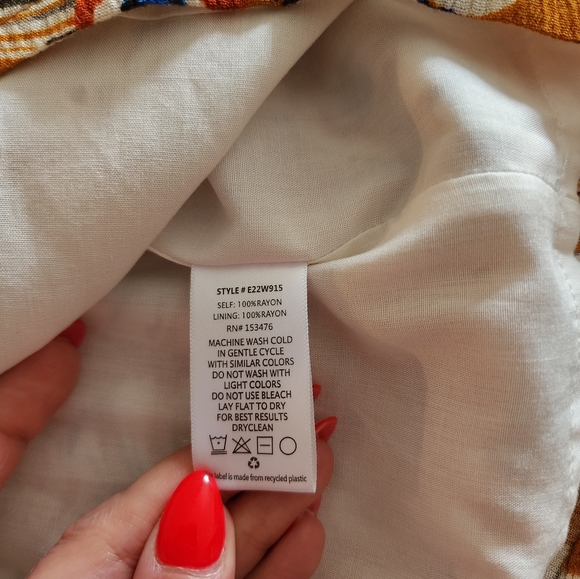 STYLE # E22W915
SELF: 100%RAYON
LINING: 100%RAYON
RN# 153476
MACHINE WASH COLD
IN GENTLE CYCLE
WITH SIMILAR COLORS
DO NOT WASH WITH
LIGHT COLORS
DO NOT USE BLEACH
LAY FLAT TO DRY
FOR BEST RESULTS
DRYCLEAN
label is made from recycled plastic